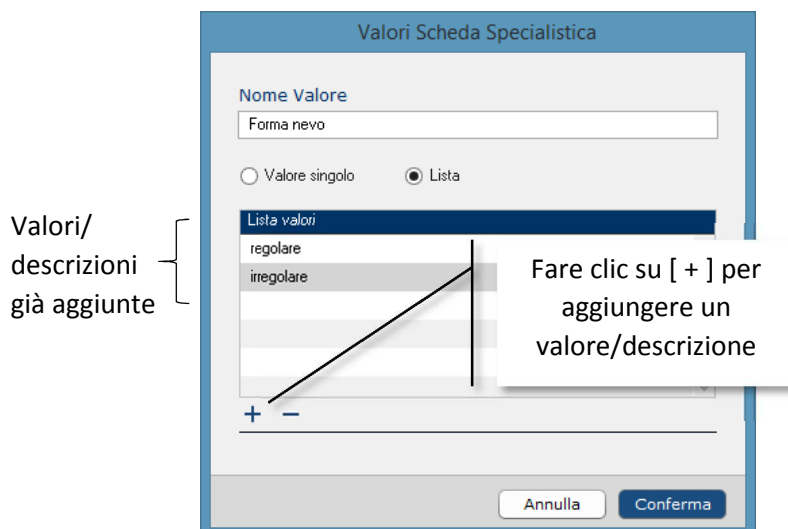 Valori Scheda Specialistica
Nome Valore
Forma nevo
Valore singolo
Lista
Lista valori
regolare
irregolare
Valori/
descrizioni
già aggiunte
Fare clic su [ + ] per
aggiungere un
valore/descrizione
+ −
Annulla
Conferma